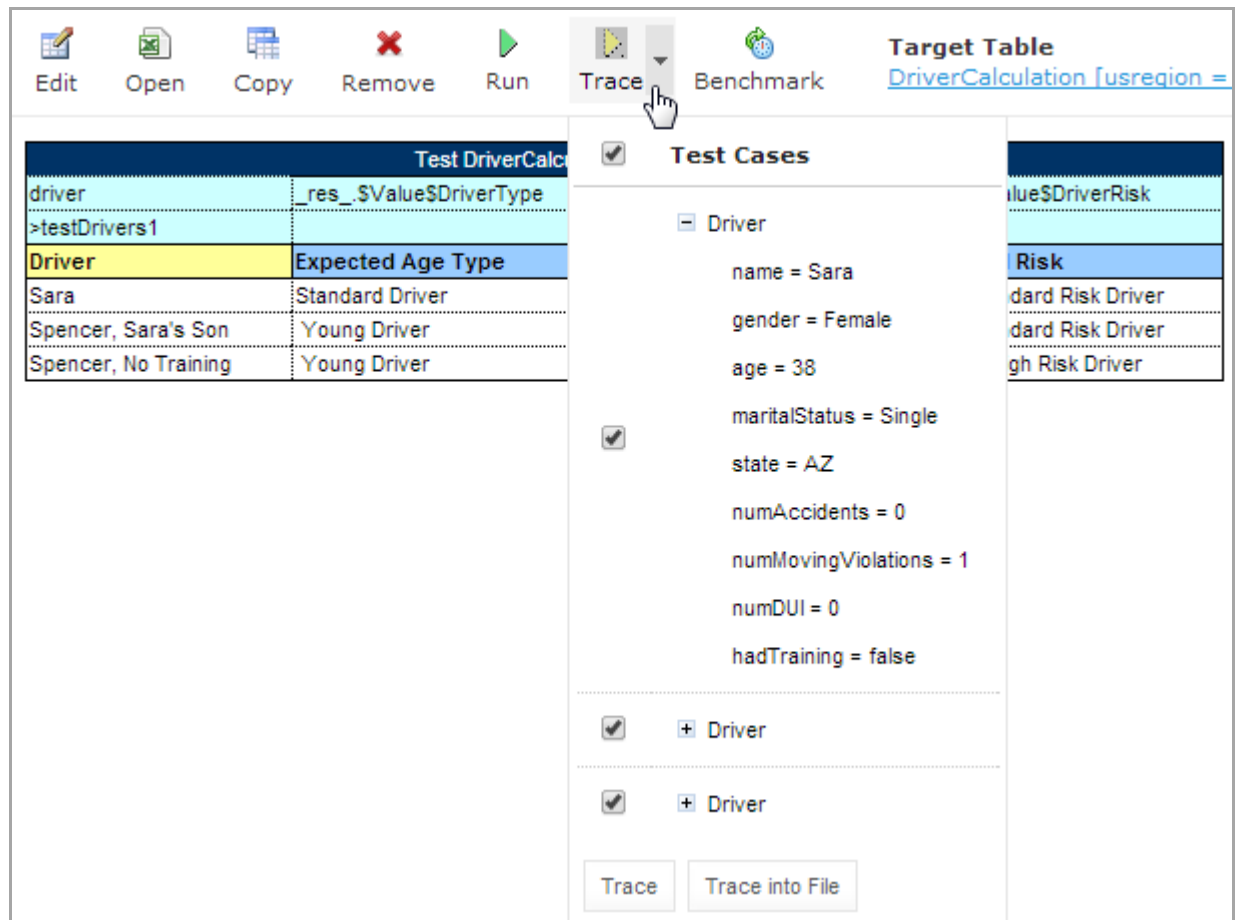 Edit Open Copy Remove Run Trace Benchmark
Target Table
DriverCalculation [usregion =
Test DriverCalcu
driver _res_.$Value$DriverType alue$DriverRisk
>testDrivers1
Driver Expected Age Type Risk
Sara Standard Driver dard Risk Driver
Spencer, Sara's Son Young Driver dard Risk Driver
Spencer, No Training Young Driver gh Risk Driver
Test Cases
Driver
name = Sara
gender = Female
age = 38
maritalStatus = Single
state = AZ
numAccidents = 0
numMovingViolations = 1
numDUI = 0
hadTraining = false
Driver
Driver
Trace Trace into File